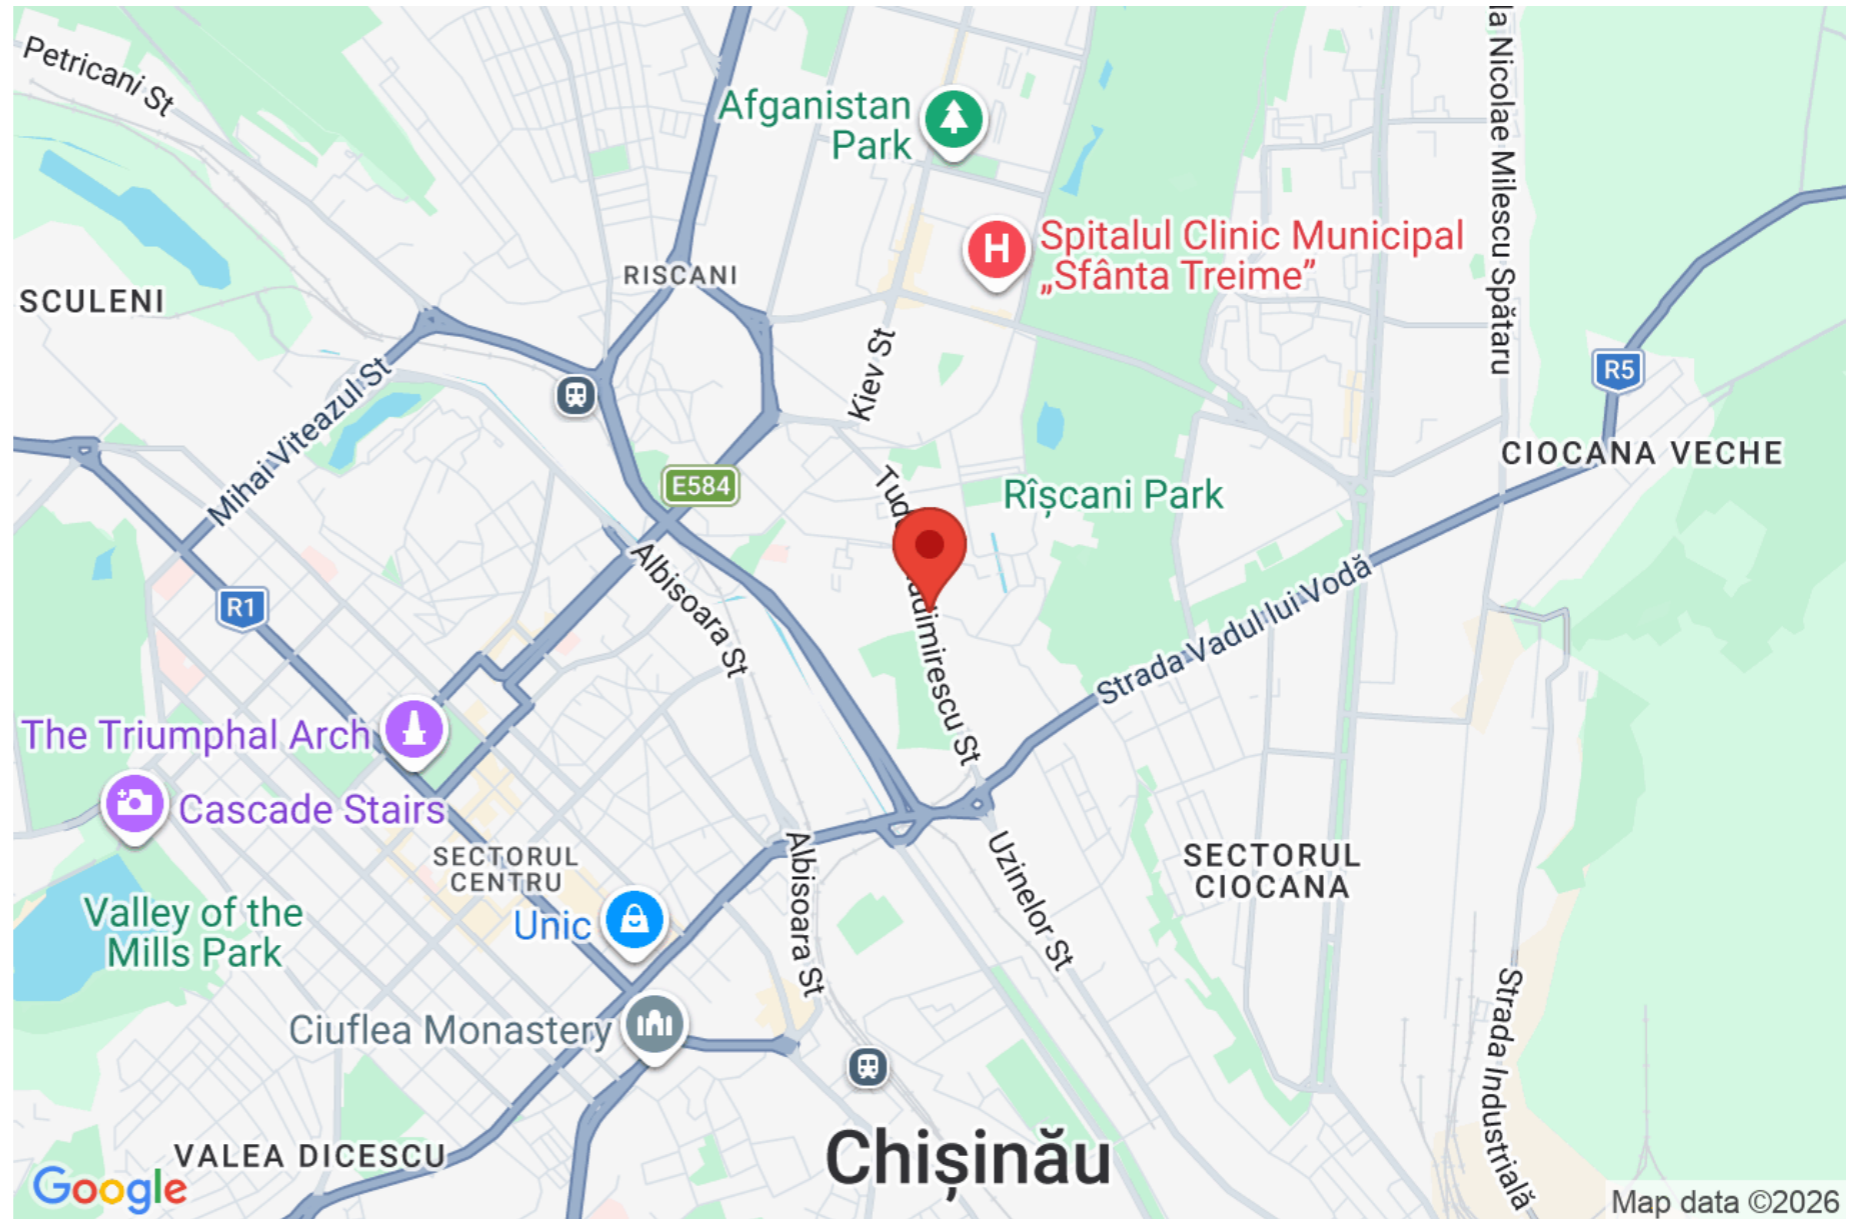 Petricani St
Afganistan
Park
la Nicolae Milescu Spătaru
Spitalul Clinic Municipal
„Sfânta Treime”
RISCANI
SCULENI
Mihai Viteazul St
Kiev St
R5
CIOCANA VECHE
E584
Rîșcani Park
Albisoara St
R1
Strada Vadul lui Vodă
The Triumphal Arch
Cascade Stairs
SECTORUL
CENTRU
Albisoara St
Uzinelor St
SECTORUL
CIOCANA
Valley of the
Mills Park
Unic
Ciuflea Monastery
Strada Industrială
Chișinău
VALEA DICESCU
Google
Map data ©2026